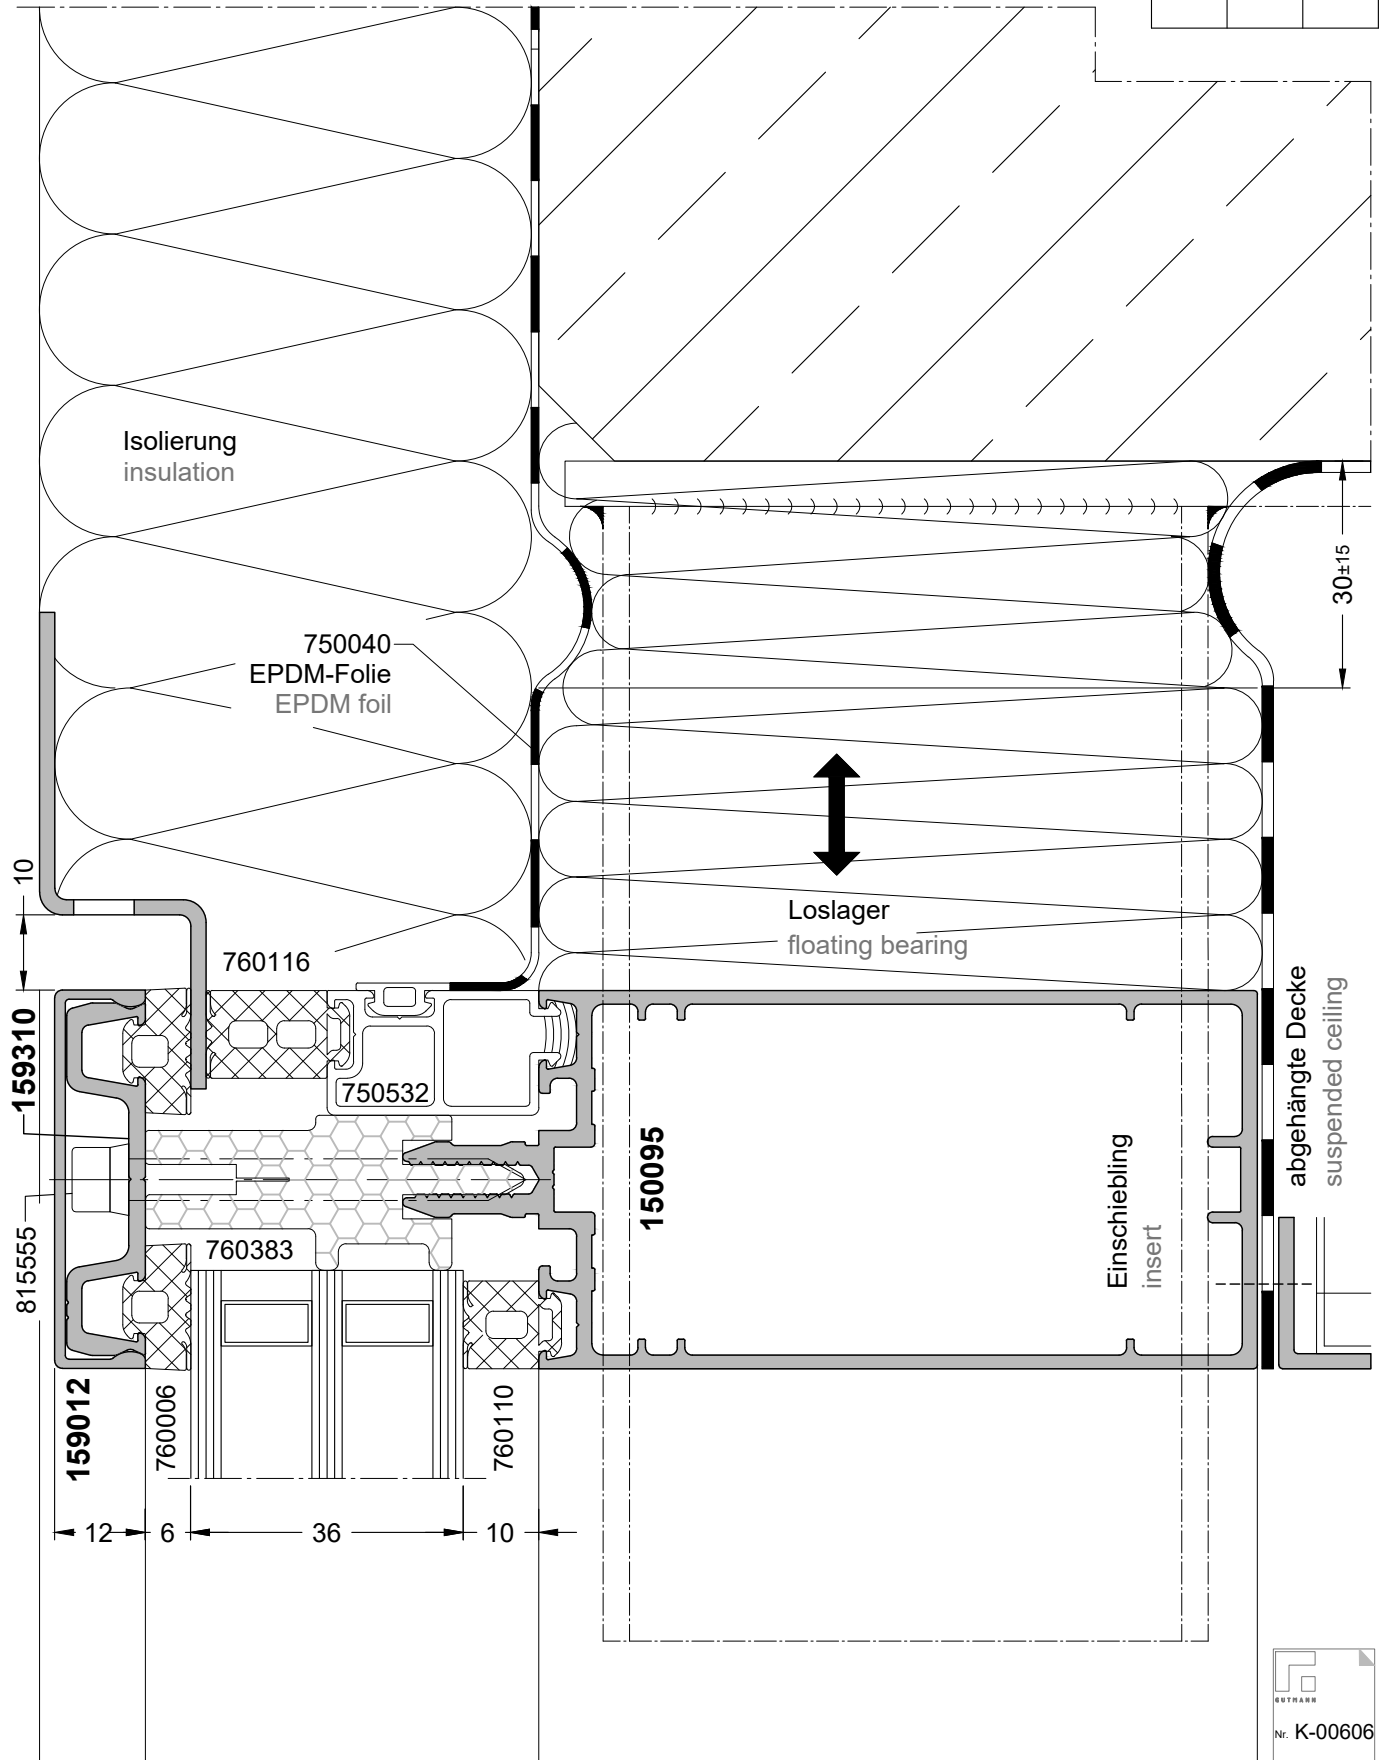 Isolierung
insulation
750040
EPDM-Folie
EPDM foil
30±15
10
Loslager
floating bearing
760116
159310
750532
150095
Einschiebling
insert
abgehängte Decke
suspended ceiling
815555
760383
159012
760006
760110
12
6
36
10
GUTMANN
Nr. K-00606